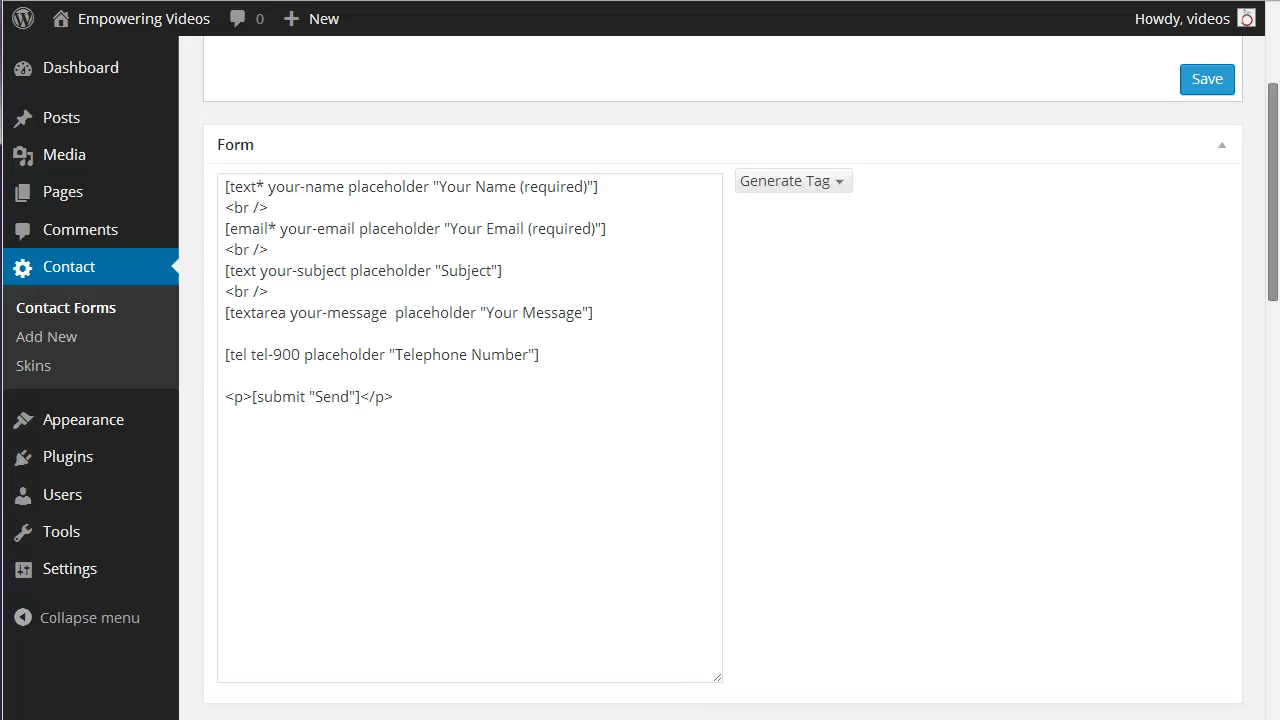 Empowering Videos 0 New Howdy, videos
Dashboard
Posts
Media
Pages
Comments
Contact
Contact Forms
Add New
Skins
Appearance
Plugins
Users
Tools
Settings
Collapse menu
Save
Form
[text* your-name placeholder "Your Name (required)"]
<br />
[email* your-email placeholder "Your Email (required)"]
<br />
[text your-subject placeholder "Subject"]
<br />
[textarea your-message  placeholder "Your Message"]
[tel tel-900 placeholder "Telephone Number"]
<p>[submit "Send"]</p>
Generate Tag